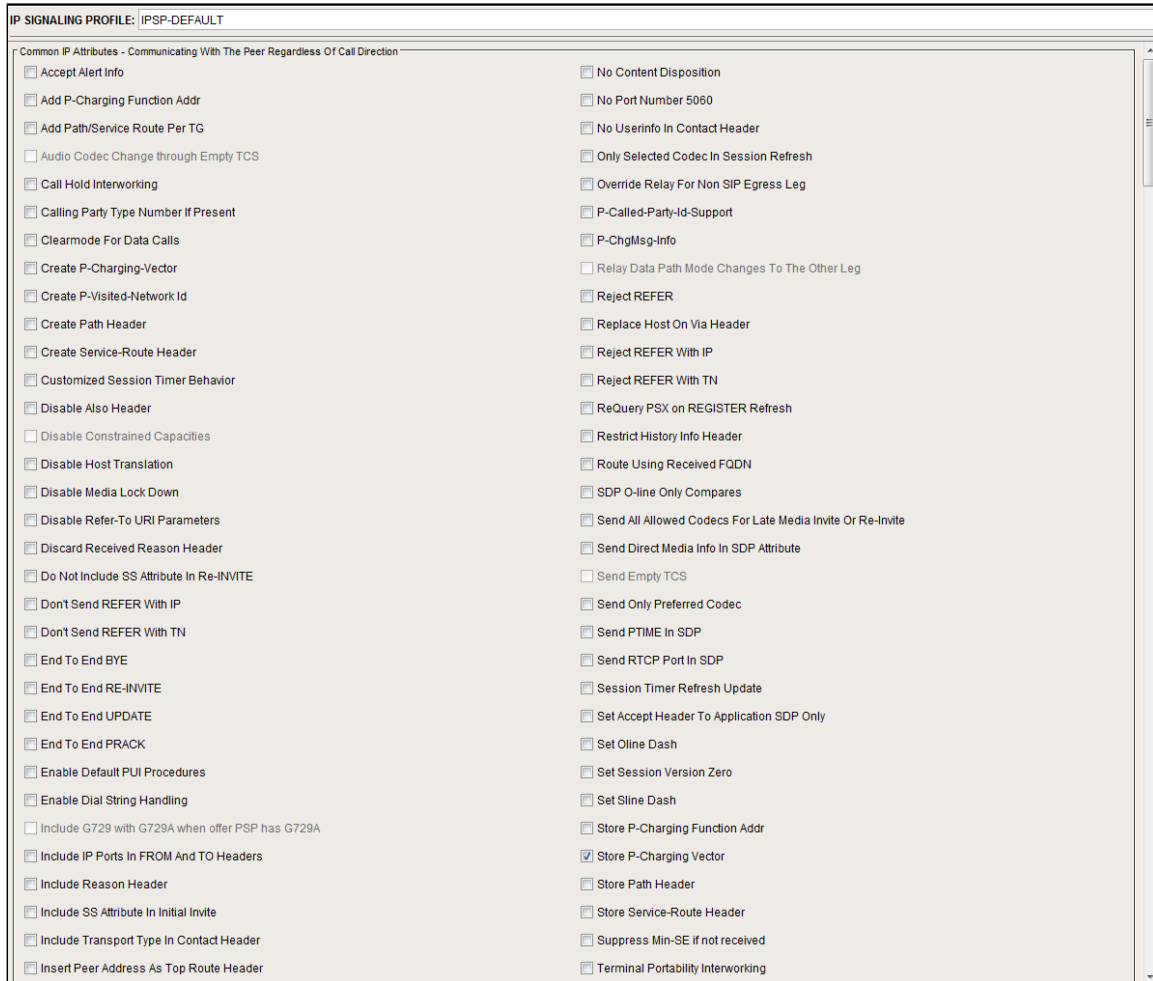 IP SIGNALING PROFILE: IPSP-DEFAULT
Common IP Attributes - Communicating With The Peer Regardless Of Call Direction
Accept Alert Info
Add P-Charging Function Addr
Add Path/Service Route Per TG
Audio Codec Change through Empty TCS
Call Hold Interworking
Calling Party Type Number If Present
Clearmode For Data Calls
Create P-Charging-Vector
Create P-Visited-Network Id
Create Path Header
Create Service-Route Header
Customized Session Timer Behavior
Disable Also Header
Disable Constrained Capacities
Disable Host Translation
Disable Media Lock Down
Disable Refer-To URI Parameters
Discard Received Reason Header
Do Not Include SS Attribute In Re-INVITE
Don't Send REFER With IP
Don't Send REFER With TN
End To End BYE
End To End RE-INVITE
End To End UPDATE
End To End PRACK
Enable Default PUI Procedures
Enable Dial String Handling
Include G729 with G729A when offer PSP has G729A
Include IP Ports In FROM And TO Headers
Include Reason Header
Include SS Attribute In Initial Invite
Include Transport Type In Contact Header
Insert Peer Address As Top Route Header
No Content Disposition
No Port Number 5060
No Userinfo In Contact Header
Only Selected Codec In Session Refresh
Override Relay For Non SIP Egress Leg
P-Called-Party-Id-Support
P-ChgMsg-Info
Relay Data Path Mode Changes To The Other Leg
Reject REFER
Replace Host On Via Header
Reject REFER With IP
Reject REFER With TN
ReQuery PSX on REGISTER Refresh
Restrict History Info Header
Route Using Received FQDN
SDP O-line Only Compares
Send All Allowed Codecs For Late Media Invite Or Re-Invite
Send Direct Media Info In SDP Attribute
Send Empty TCS
Send Only Preferred Codec
Send PTIME In SDP
Send RTCP Port In SDP
Session Timer Refresh Update
Set Accept Header To Application SDP Only
Set Oline Dash
Set Session Version Zero
Set Sline Dash
Store P-Charging Function Addr
Store P-Charging Vector
Store Path Header
Store Service-Route Header
Suppress Min-SE if not received
Terminal Portability Interworking